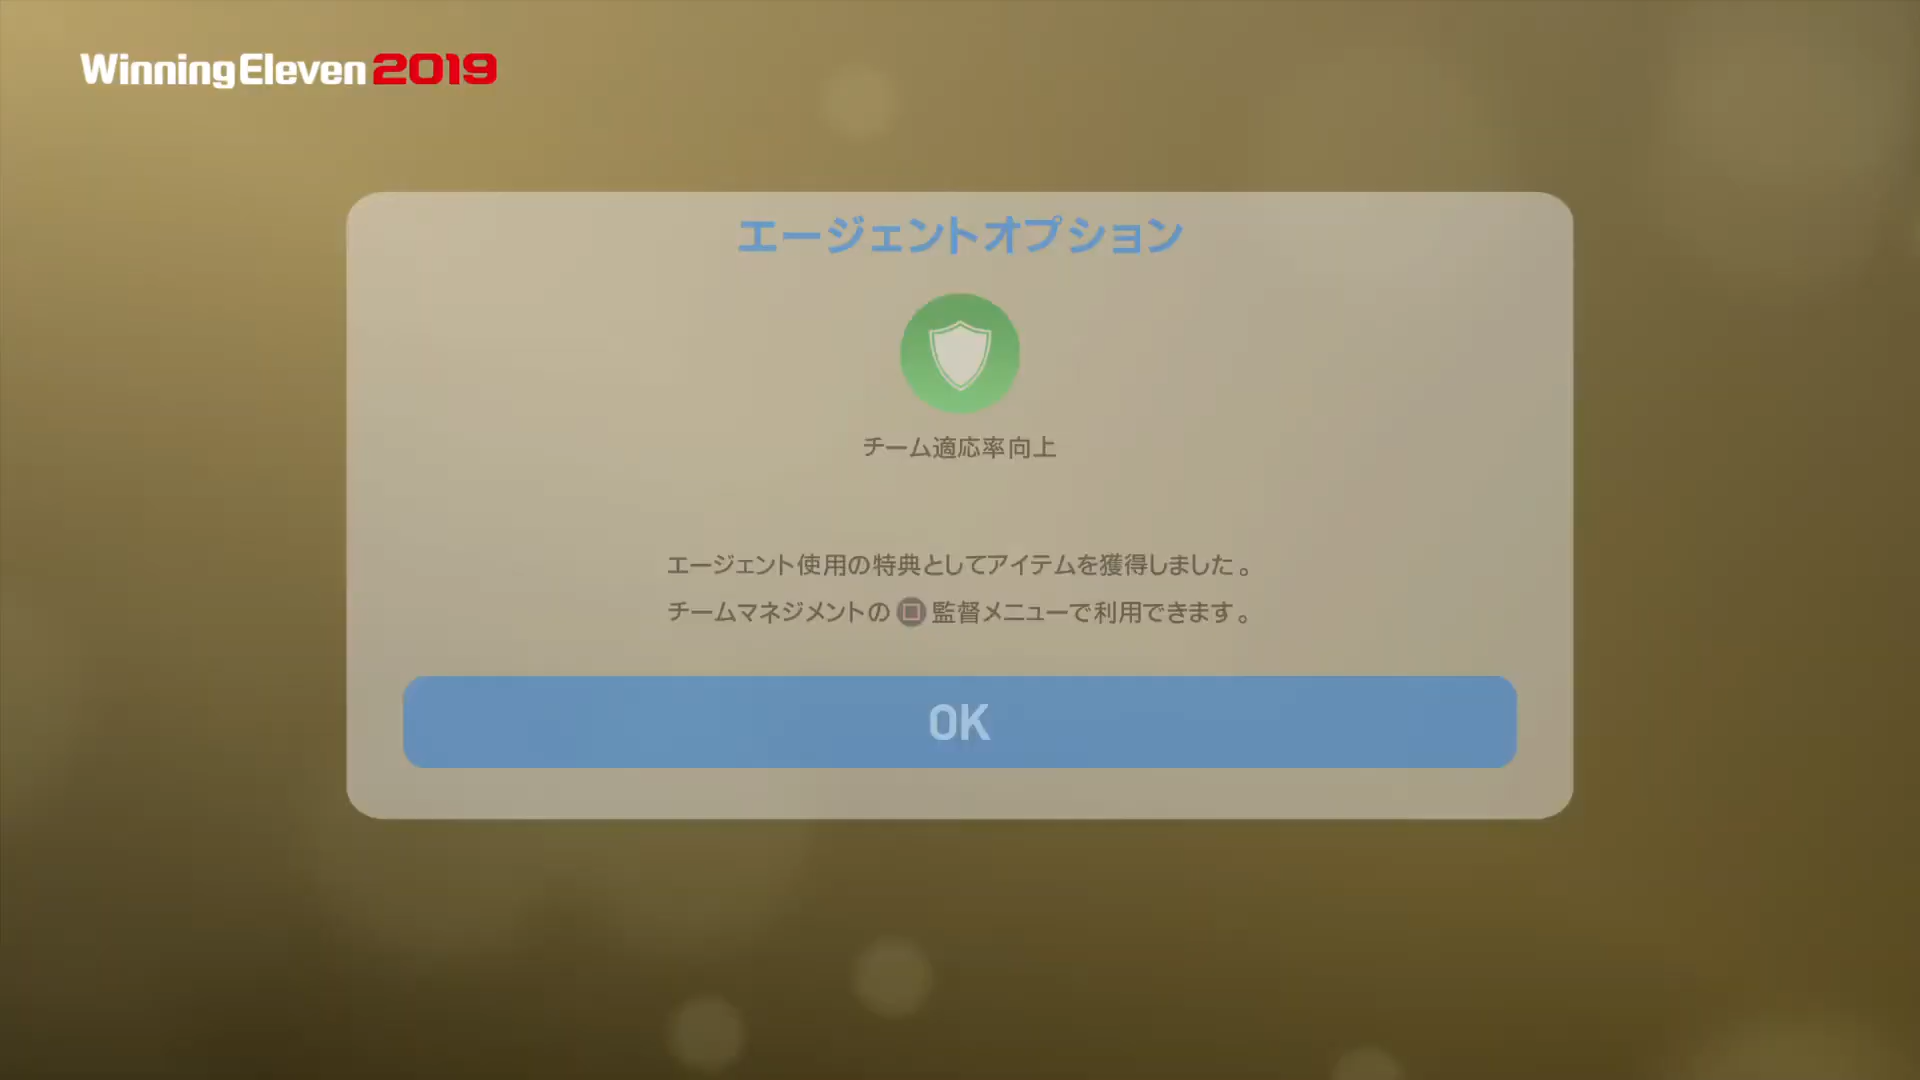 WinningEleven 2019
エージェントオプション
チーム適応率向上
エージェント使用の特典としてアイテムを獲得しました。
チームマネジメントの 監督メニューで利用できます。
OK